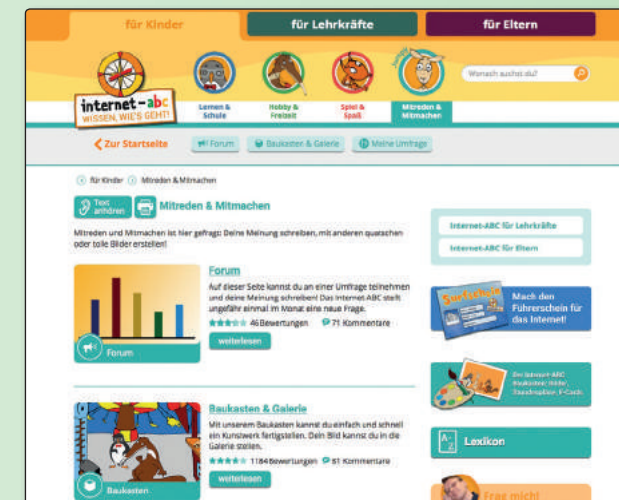 für Kinder
für Lehrkräfte
für Eltern
Jumpy
Wonach suchst du?
internet-abc
WISSEN, WIE'S GEHT!
Lernen & Schule
Hobby & Freizeit
Spiel & Spaß
Mitreden & Mitmachen
Zur Startseite
Forum
Baukasten & Galerie
Meine Umfrage
für Kinder
Mitreden & Mitmachen
Text anhören
Mitreden & Mitmachen
Mitreden und Mitmachen ist hier gefragt: Deine Meinung schreiben, mit anderen quatschen
oder tolle Bilder erstellen!
Forum
Auf dieser Seite kannst du an einer Umfrage teilnehmen
und deine Meinung schreiben! Das Internet-ABC stellt
ungefähr einmal im Monat eine neue Frage.
46 Bewertungen
71 Kommentare
weiterlesen
Forum
Baukasten & Galerie
Mit unserem Baukasten kannst du einfach und schnell
ein Kunstwerk fertigstellen. Dein Bild kannst du in die
Galerie stellen.
1184 Bewertungen
61 Kommentare
weiterlesen
Baukasten
Internet-ABC für Lehrkräfte
Internet-ABC für Eltern
Surfschein
Mach den
Führerschein für
das Internet!
Der Internet-ABC
A-Z
Lexikon
Frag mich!